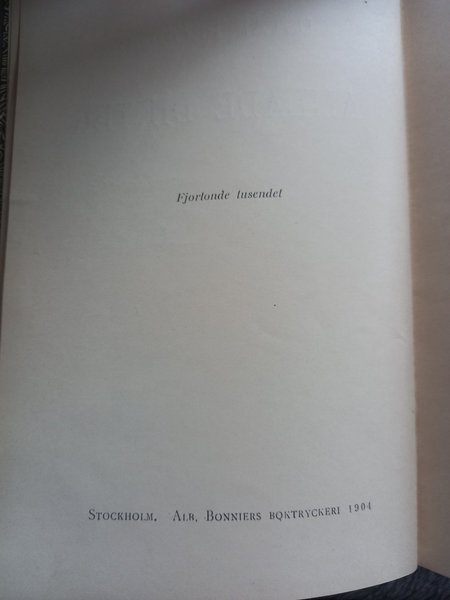 Fjortonde tusendet
STOCKHOLM. ALB. BONNIERS BOKTRYCKERI 1904